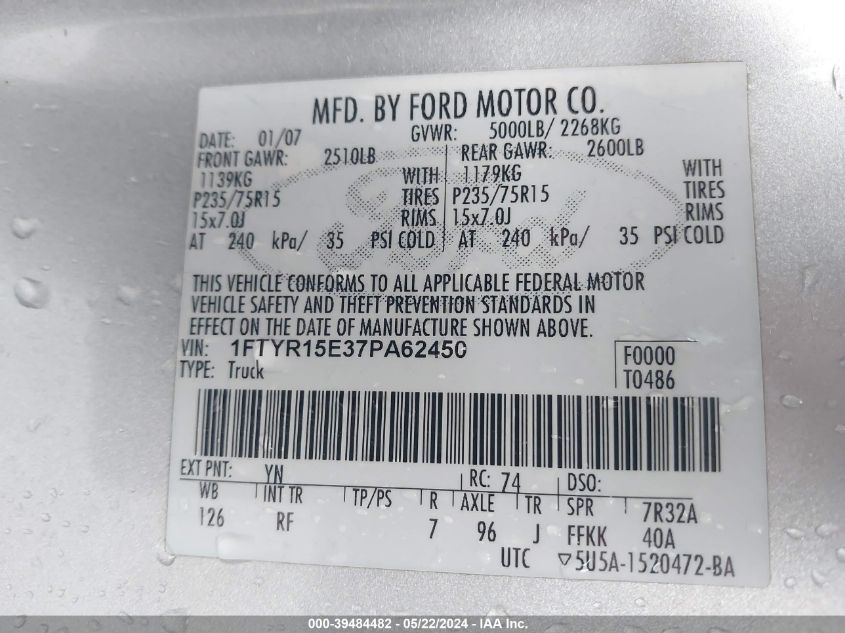 MFD. BY FORD MOTOR CO.
DATE: 01/07 GVWR: 5000LB/ 2268KG
FRONT GAWR: 2510LB REAR GAWR: 2600LB
1139KG WITH 1179KG WITH
P235/75R15 TIRES P235/75R15 TIRES
15x7.0J RIMS 15x7.0J RIMS
AT 240 kPa/ 35 PSI COLD AT 240 kPa/ 35 PSI COLD
Ford
THIS VEHICLE CONFORMS TO ALL APPLICABLE FEDERAL MOTOR
VEHICLE SAFETY AND THEFT PREVENTION STANDARDS IN
EFFECT ON THE DATE OF MANUFACTURE SHOWN ABOVE.
VIN: 1FTYR15E37PA62450 F0000
TYPE: Truck T0486
EXT PNT: YN RC: 74 DSO:
WB INT TR TP/PS R AXLE TR SPR 7R32A
126 RF 7 96 J FFKK 40A
UTC ▽5U5A-1520472-BA
000-39484482 - 05/22/2024 - IMAGE 9